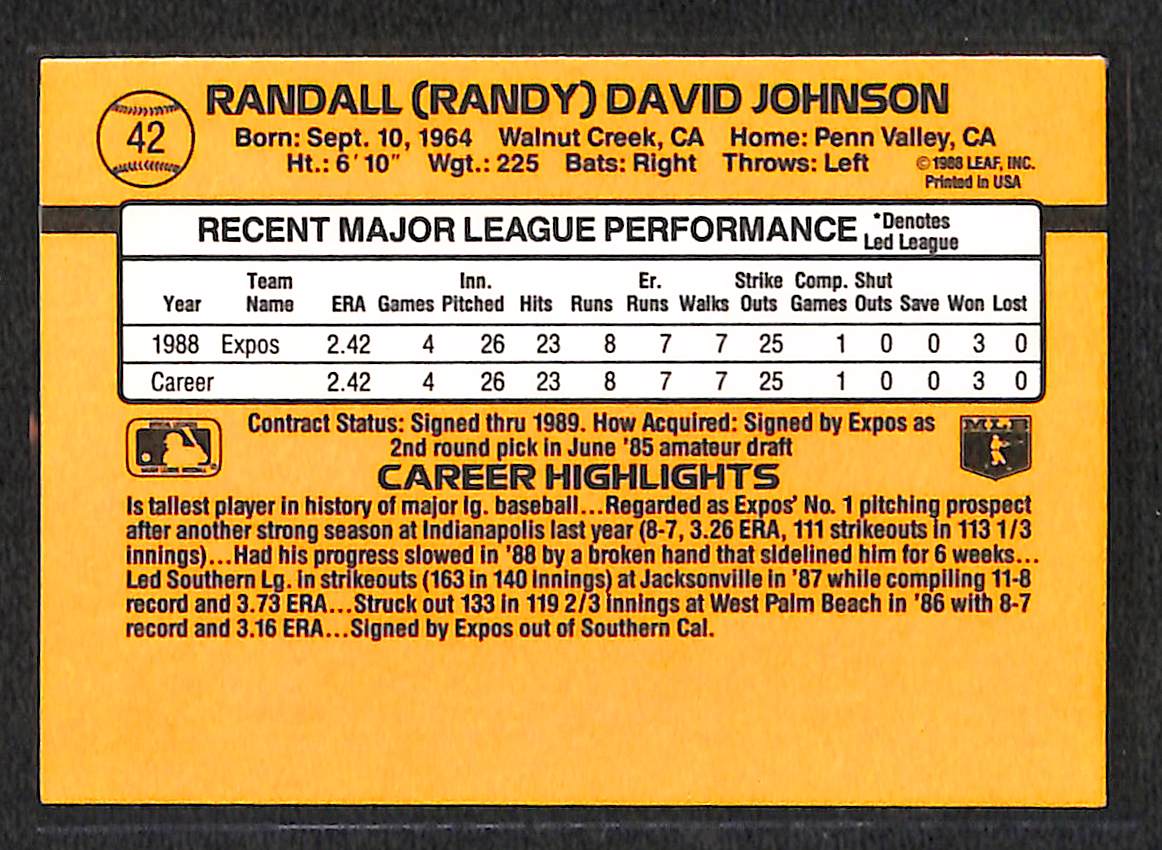 42
RANDALL (RANDY) DAVID JOHNSON
Born: Sept. 10, 1964 Walnut Creek, CA Home: Penn Valley, CA
Ht.: 6' 10" Wgt.: 225 Bats: Right Throws: Left
©1988 LEAF, INC.
Printed in USA
RECENT MAJOR LEAGUE PERFORMANCE *Denotes
Led League
Team Inn. Er. Strike Comp. Shut
Year Name ERA Games Pitched Hits Runs Runs Walks Outs Games Outs Save Won Lost
1988 Expos 2.42 4 26 23 8 7 7 25 1 0 0 3 0
Career 2.42 4 26 23 8 7 7 25 1 0 0 3 0
Contract Status: Signed thru 1989. How Acquired: Signed by Expos as
2nd round pick in June '85 amateur draft
MLB
CAREER HIGHLIGHTS
Is tallest player in history of major lg. baseball...Regarded as Expos' No. 1 pitching prospect
after another strong season at Indianapolis last year (8-7, 3.26 ERA, 111 strikeouts in 113 1/3
innings)...Had his progress slowed in '88 by a broken hand that sidelined him for 6 weeks...
Led Southern Lg. in strikeouts (163 in 140 innings) at Jacksonville in '87 while compiling 11-8
record and 3.73 ERA...Struck out 133 in 119 2/3 innings at West Palm Beach in '86 with 8-7
record and 3.16 ERA...Signed by Expos out of Southern Cal.